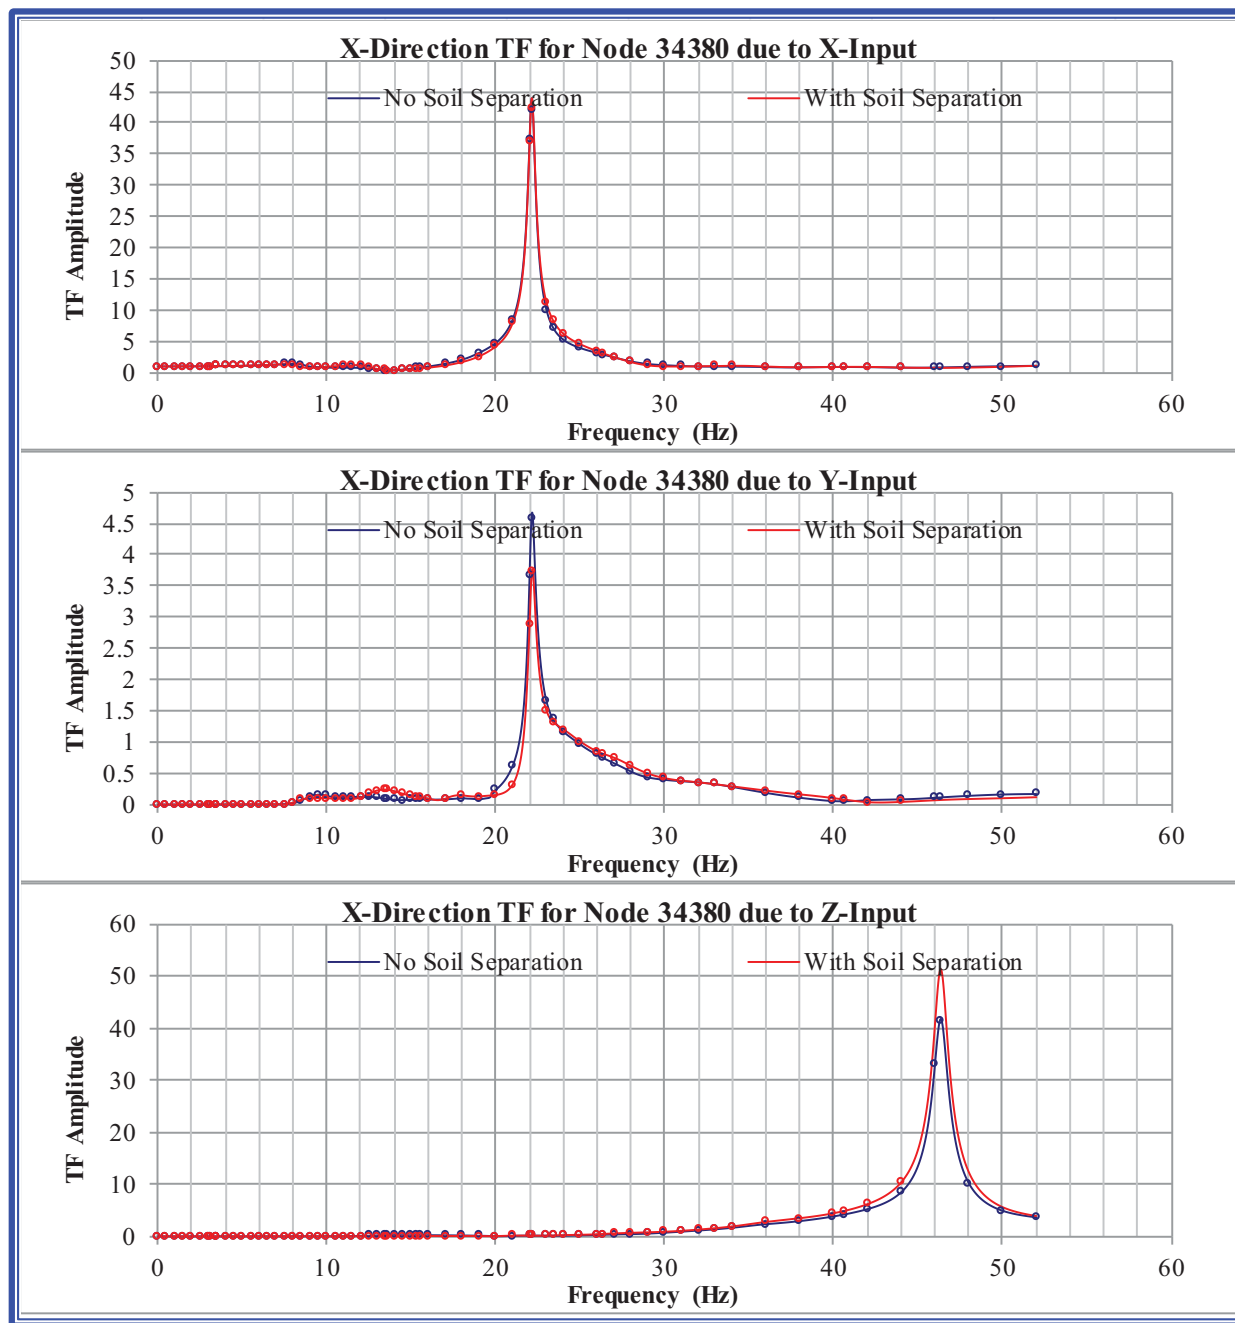 X-Direction TF for Node 34380 due to X-Input
No Soil Separation
With Soil Separation
TF Amplitude
50
45
40
35
30
25
20
15
10
5
0
0 10 20 30 40 50 60
Frequency (Hz)
X-Direction TF for Node 34380 due to Y-Input
No Soil Separation
With Soil Separation
TF Amplitude
5
4.5
4
3.5
3
2.5
2
1.5
1
0.5
0
0 10 20 30 40 50 60
Frequency (Hz)
X-Direction TF for Node 34380 due to Z-Input
No Soil Separation
With Soil Separation
TF Amplitude
60
50
40
30
20
10
0
0 10 20 30 40 50 60
Frequency (Hz)